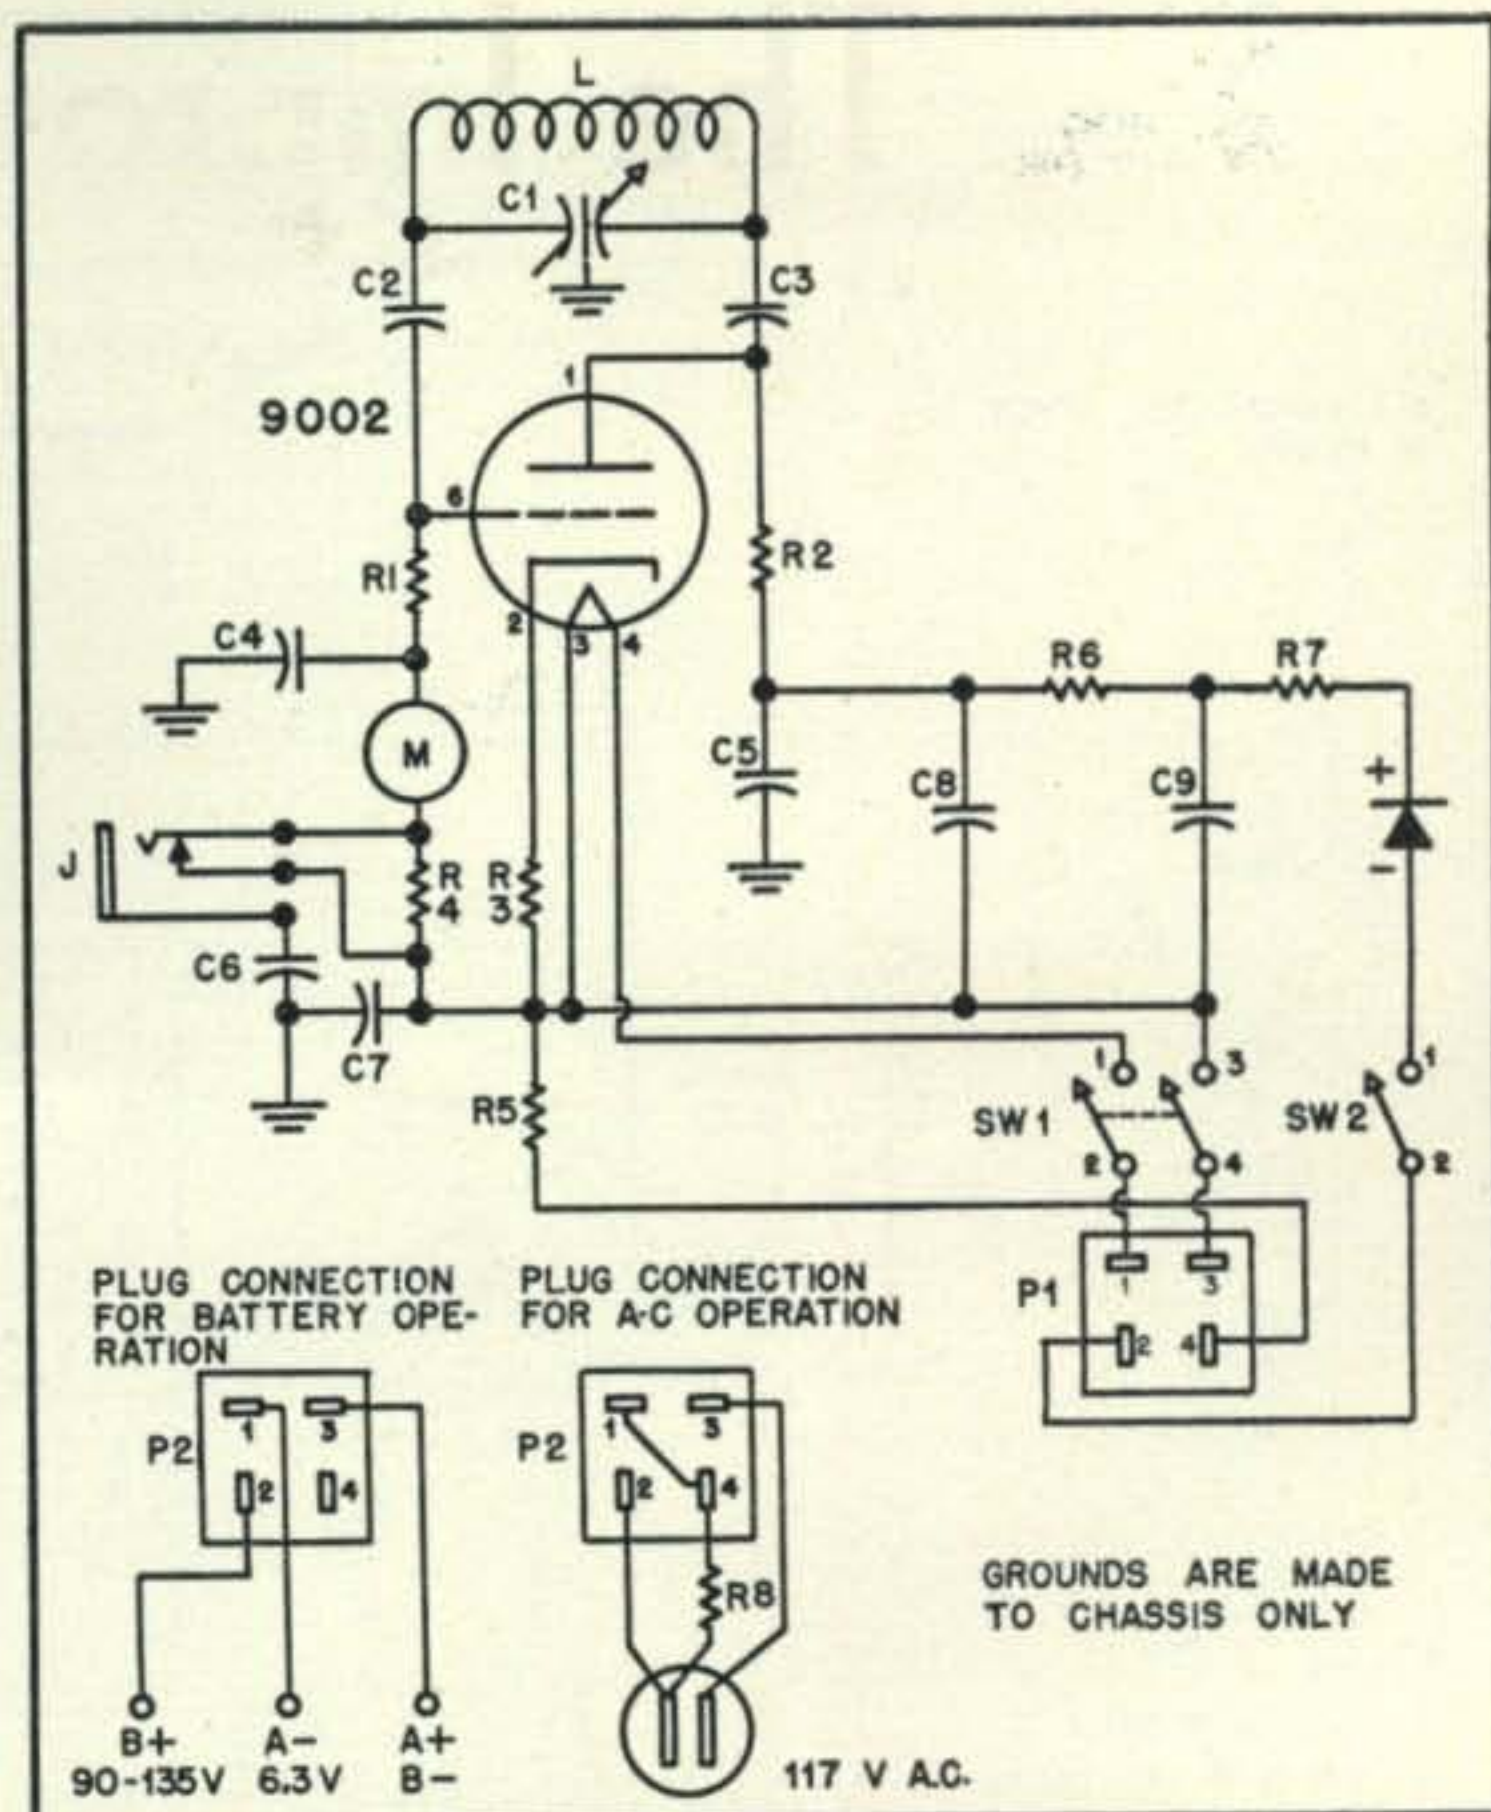 L
C1
C2
C3
1
9002
6
R1
R2
2
3
4
C4
R6
R7
M
C5
C8
C9
+
-
J
R
4
R
3
C6
C7
1
3
1
R5
SW1
SW2
2
4
2
PLUG CONNECTION
FOR BATTERY OPE-
RATION
PLUG CONNECTION
FOR A-C OPERATION
P1
1
3
2
4
P2
1
3
2
4
P2
1
3
2
4
R8
GROUNDS ARE MADE
TO CHASSIS ONLY
B+
90-135V
A-
6.3V
A+
B-
117 V A.C.